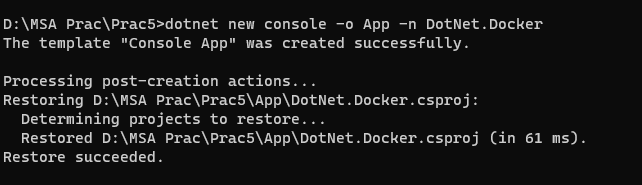 D:\MSA Prac\Prac5>dotnet new console -o App -n DotNet.Docker
The template "Console App" was created successfully.
Processing post-creation actions...
Restoring D:\MSA Prac\Prac5\App\DotNet.Docker.csproj:
Determining projects to restore...
Restored D:\MSA Prac\Prac5\App\DotNet.Docker.csproj (in 61 ms).
Restore succeeded.